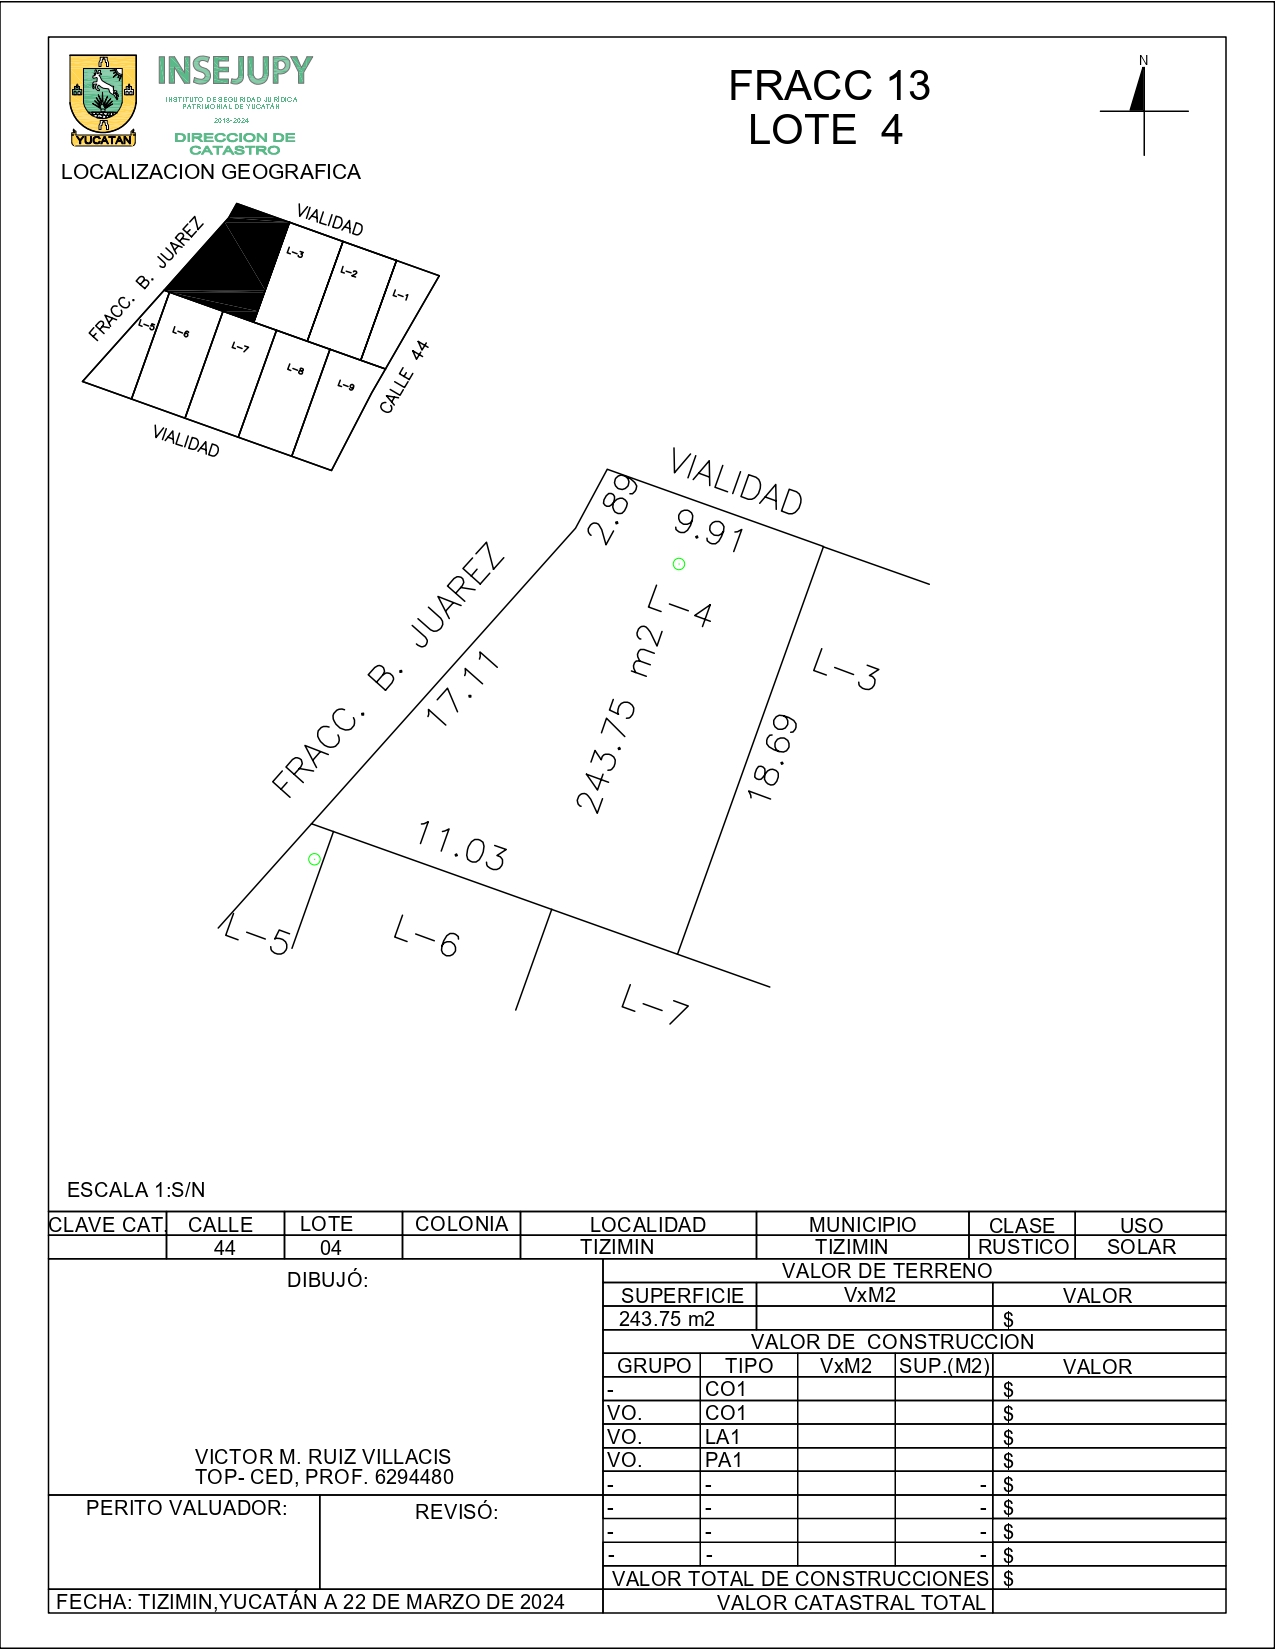 INSEJUPY
INSTITUTO DE SEGURIDAD JURÍDICA
PATRIMONIAL DE YUCATÁN
2018-2024
DIRECCION DE
CATASTRO
YUCATAN
FRACC 13
LOTE 4
N
LOCALIZACION GEOGRAFICA
VIALIDAD
FRACC. B. JUAREZ
L-3
L-2
L-1
L-5
L-6
L-7
L-8
L-9
CALLE 44
VIALIDAD
VIALIDAD
2.89
9.91
L-4
FRACC. B. JUAREZ
17.11
243.75 m2
L-3
18.69
11.03
L-5
L-6
L-7
ESCALA 1:S/N
CLAVE CAT. CALLE LOTE COLONIA LOCALIDAD MUNICIPIO CLASE USO
44 04 TIZIMIN TIZIMIN RUSTICO SOLAR
DIBUJÓ:
VICTOR M. RUIZ VILLACIS
TOP- CED, PROF. 6294480
PERITO VALUADOR: REVISÓ:
FECHA: TIZIMIN,YUCATÁN A 22 DE MARZO DE 2024
VALOR DE TERRENO
SUPERFICIE VxM2 VALOR
243.75 m2 $
VALOR DE CONSTRUCCION
GRUPO TIPO VxM2 SUP.(M2) VALOR
- CO1 $
VO. CO1 $
VO. LA1 $
VO. PA1 $
- - - $
- - - $
- - - $
- - - $
VALOR TOTAL DE CONSTRUCCIONES $
VALOR CATASTRAL TOTAL